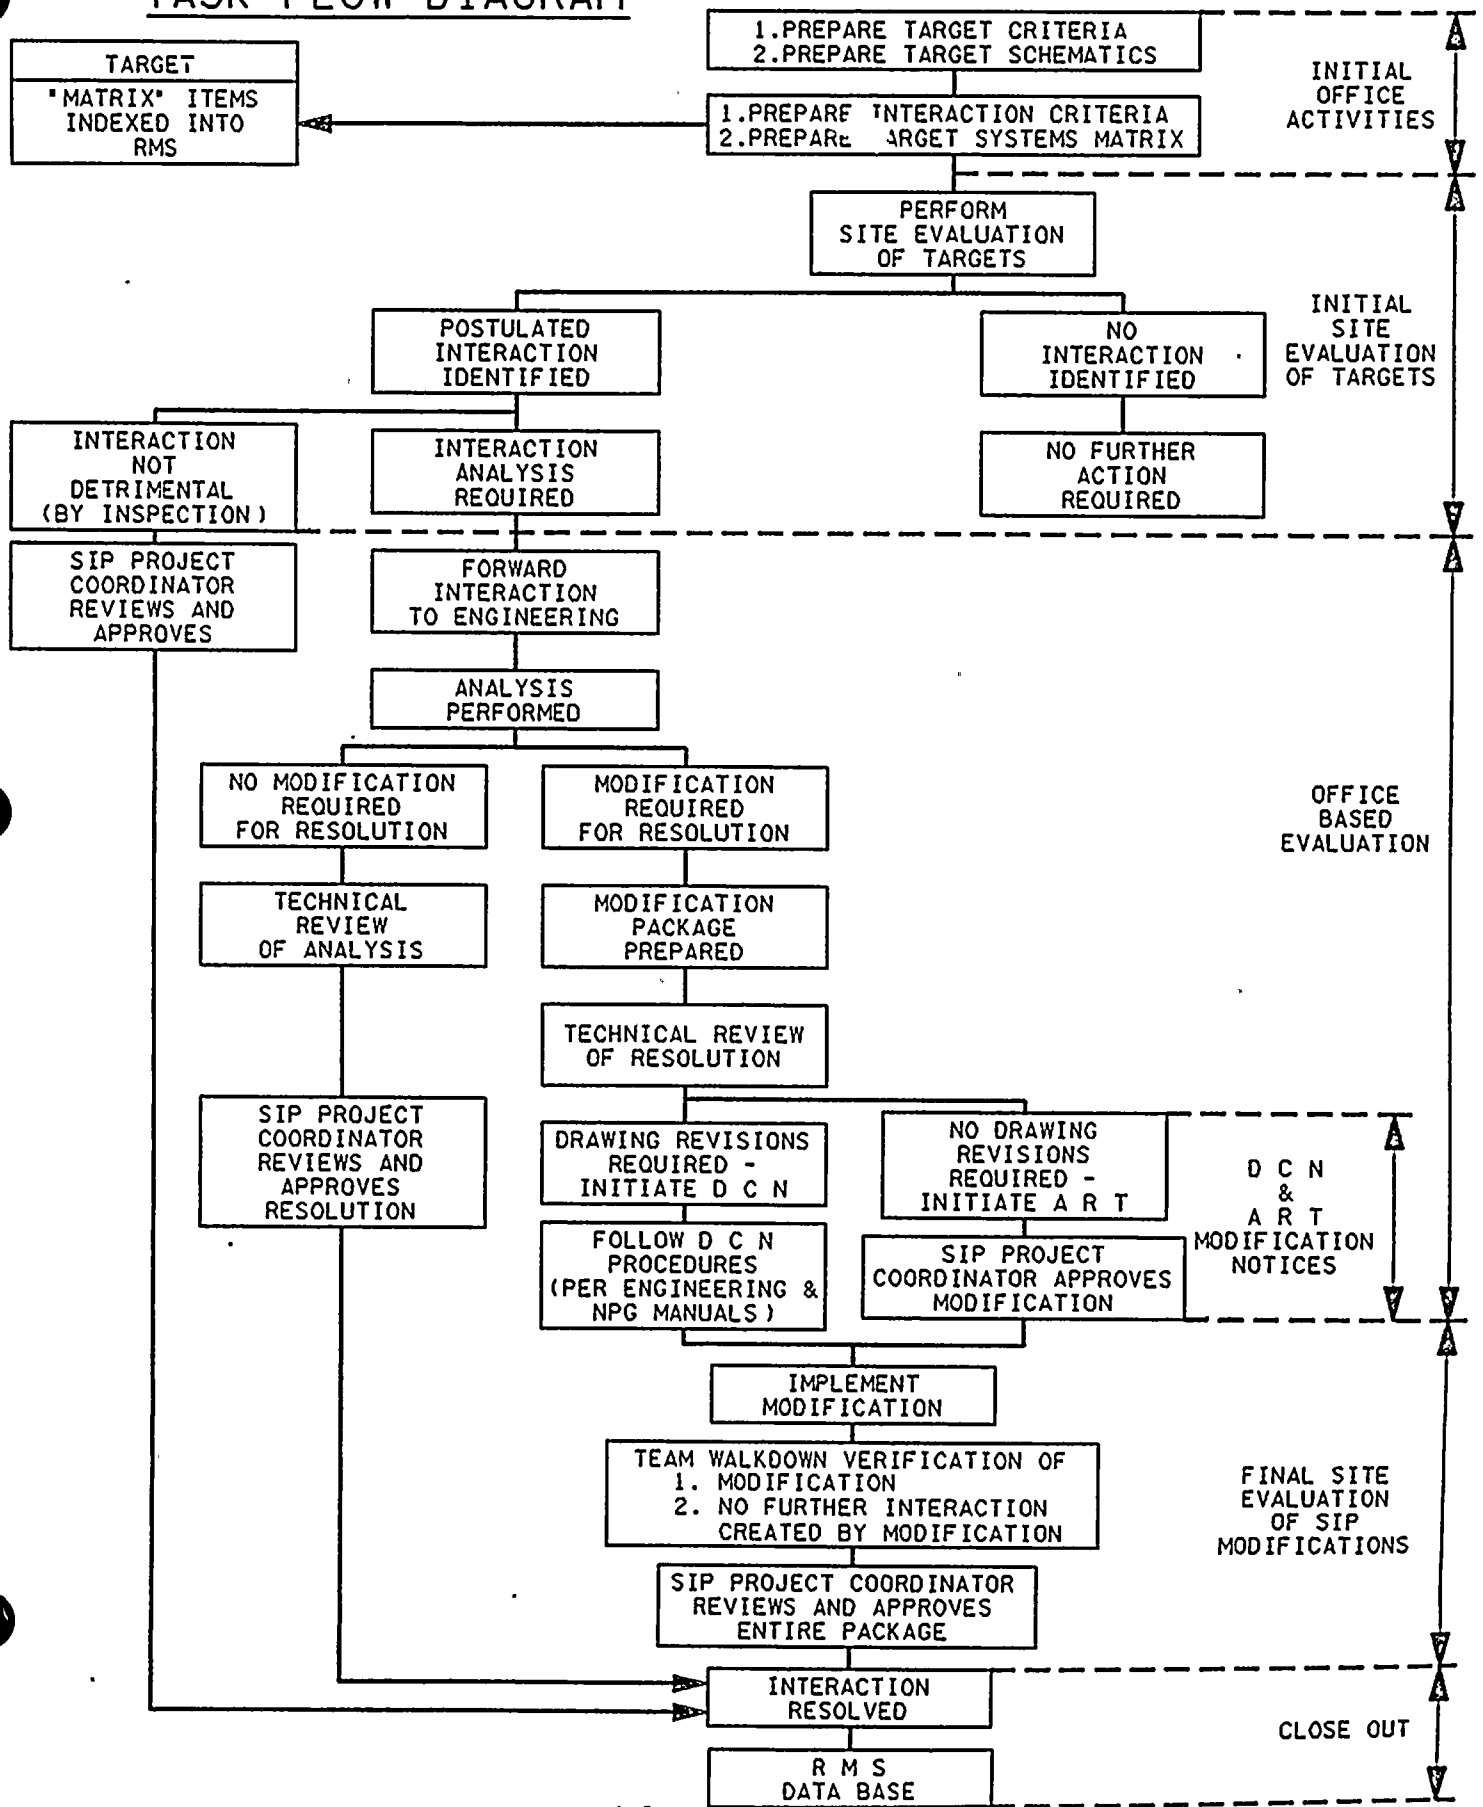 TASK FLOW DIAGRAM
1.PREPARE TARGET CRITERIA
2.PREPARE TARGET SCHEMATICS
INITIAL
OFFICE
ACTIVITIES
TARGET
"MATRIX" ITEMS
INDEXED INTO
RMS
1.PREPARE INTERACTION CRITERIA
2.PREPARE ARGET SYSTEMS MATRIX
PERFORM
SITE EVALUATION
OF TARGETS
INITIAL
SITE
EVALUATION
OF TARGETS
POSTULATED
INTERACTION
IDENTIFIED
NO
INTERACTION
IDENTIFIED
INTERACTION
NOT
DETRIMENTAL
(BY INSPECTION)
INTERACTION
ANALYSIS
REQUIRED
NO FURTHER
ACTION
REQUIRED
SIP PROJECT
COORDINATOR
REVIEWS AND
APPROVES
FORWARD
INTERACTION
TO ENGINEERING
ANALYSIS
PERFORMED
NO MODIFICATION
REQUIRED
FOR RESOLUTION
MODIFICATION
REQUIRED
FOR RESOLUTION
OFFICE
BASED
EVALUATION
TECHNICAL
REVIEW
OF ANALYSIS
MODIFICATION
PACKAGE
PREPARED
TECHNICAL REVIEW
OF RESOLUTION
SIP PROJECT
COORDINATOR
REVIEWS AND
APPROVES
RESOLUTION
DRAWING REVISIONS
REQUIRED -
INITIATE D C N
NO DRAWING
REVISIONS
REQUIRED -
INITIATE A R T
D C N
&
A R T
MODIFICATION
NOTICES
FOLLOW D C N
PROCEDURES
(PER ENGINEERING &
NPG MANUALS)
SIP PROJECT
COORDINATOR APPROVES
MODIFICATION
IMPLEMENT
MODIFICATION
TEAM WALKDOWN VERIFICATION OF
1. MODIFICATION
2. NO FURTHER INTERACTION
CREATED BY MODIFICATION
FINAL SITE
EVALUATION
OF SIP
MODIFICATIONS
SIP PROJECT COORDINATOR
REVIEWS AND APPROVES
ENTIRE PACKAGE
INTERACTION
RESOLVED
CLOSE OUT
R M S
DATA BASE